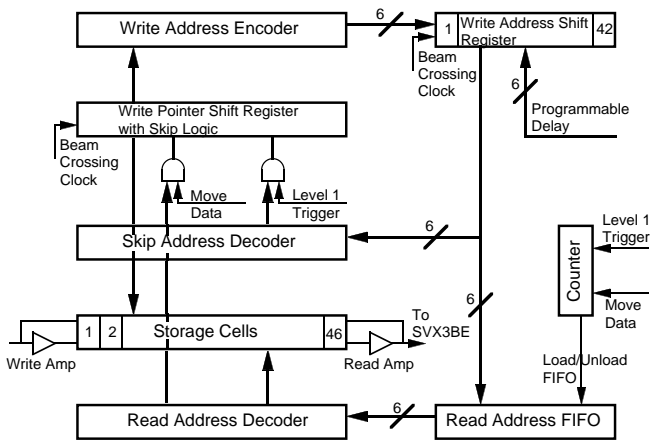 Write Address Encoder
6
1
Write Address Shift
Register
42
Beam
Crossing
Clock
6
Programmable
Delay
Write Pointer Shift Register
with Skip Logic
Beam
Crossing
Clock
Move
Data
Level 1
Trigger
Skip Address Decoder
6
Level 1
Trigger
Counter
Move
Data
6
To
SVX3BE
1
2
Storage Cells
46
Write Amp
Read Amp
Load/Unload
FIFO
Read Address Decoder
6
Read Address FIFO